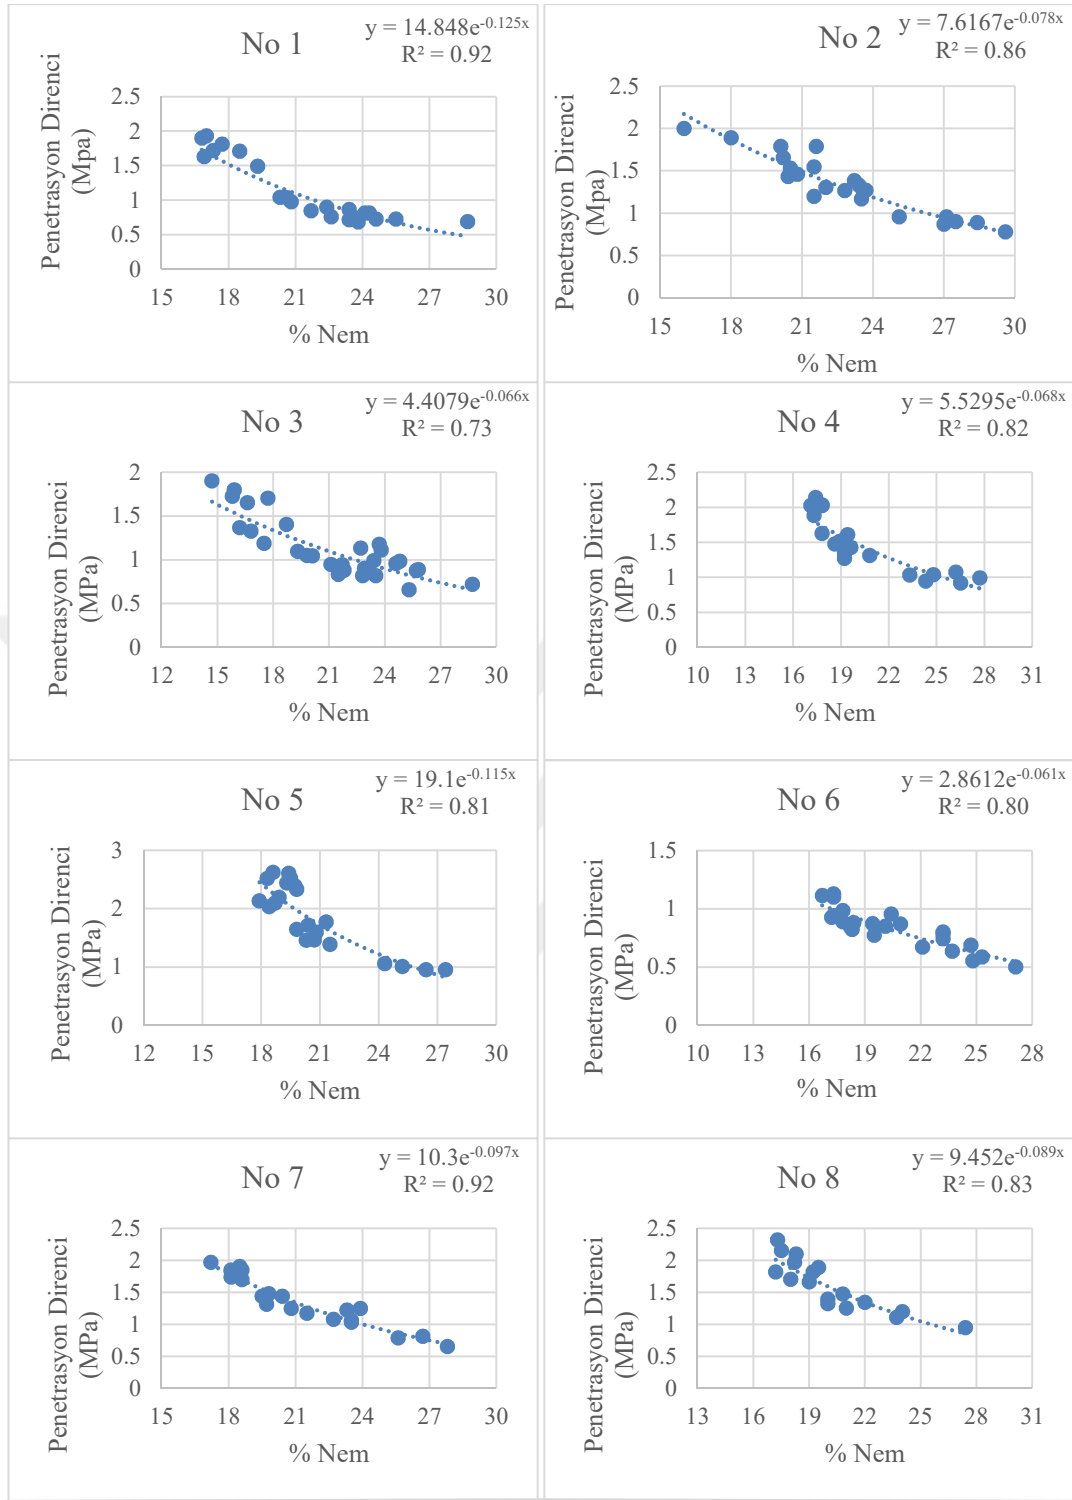 No 1
y = 14.848e^-0.125x
R² = 0.92
Penetrasyon Direnci
(Mpa)
2.5
2
1.5
1
0.5
0
15 18 21 24 27 30
% Nem
No 2
y = 7.6167e^-0.078x
R² = 0.86
Penetrasyon Direnci
(Mpa)
2.5
2
1.5
1
0.5
0
15 18 21 24 27 30
% Nem
No 3
y = 4.4079e^-0.066x
R² = 0.73
Penetrasyon Direnci
(MPa)
2
1.5
1
0.5
0
12 15 18 21 24 27 30
% Nem
No 4
y = 5.5295e^-0.068x
R² = 0.82
Penetrasyon Direnci
(MPa)
2.5
2
1.5
1
0.5
0
10 13 16 19 22 25 28 31
% Nem
No 5
y = 19.1e^-0.115x
R² = 0.81
Penetrasyon Direnci
(MPa)
3
2
1
0
12 15 18 21 24 27 30
% Nem
No 6
y = 2.8612e^-0.061x
R² = 0.80
Penetrasyon Direnci
(MPa)
1.5
1
0.5
0
10 13 16 19 22 25 28
% Nem
No 7
y = 10.3e^-0.097x
R² = 0.92
Penetrasyon Direnci
(MPa)
2.5
2
1.5
1
0.5
0
15 18 21 24 27 30
% Nem
No 8
y = 9.452e^-0.089x
R² = 0.83
Penetrasyon Direnci
(MPa)
2.5
2
1.5
1
0.5
0
13 16 19 22 25 28 31
% Nem